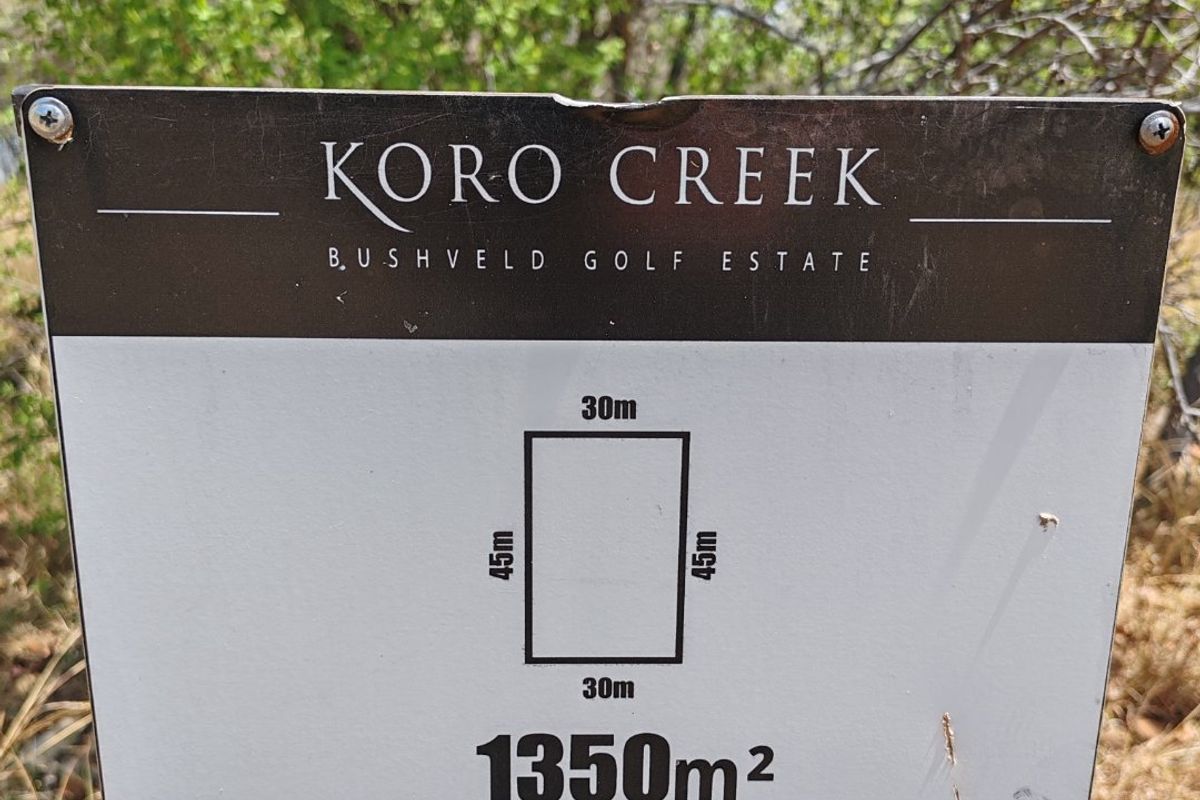 KORO CREEK
BUSHVELD GOLF ESTATE
30m
45m
45m
30m
1350m²